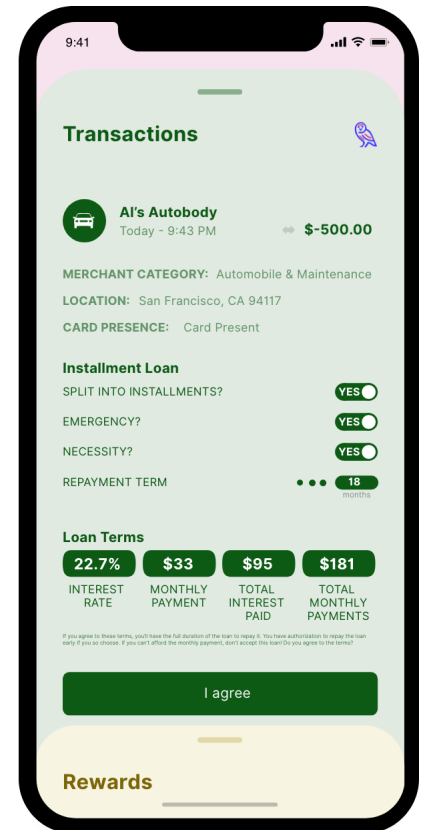 9:41
Transactions
Al's Autobody
Today - 9:43 PM
$-500.00
MERCHANT CATEGORY: Automobile & Maintenance
LOCATION: San Francisco, CA 94117
CARD PRESENCE: Card Present
Installment Loan
SPLIT INTO INSTALLMENTS? YES
EMERGENCY? YES
NECESSITY? YES
REPAYMENT TERM 18
months
Loan Terms
22.7% $33 $95 $181
INTEREST MONTHLY TOTAL TOTAL
RATE PAYMENT INTEREST MONTHLY
PAID PAYMENTS
If you agree to these terms, you'll have the full duration of the loan to repay it. You have authorization to repay the loan
early if you so choose. If you can't afford the monthly payment, don't accept this loan! Do you agree to the terms?
I agree
Rewards